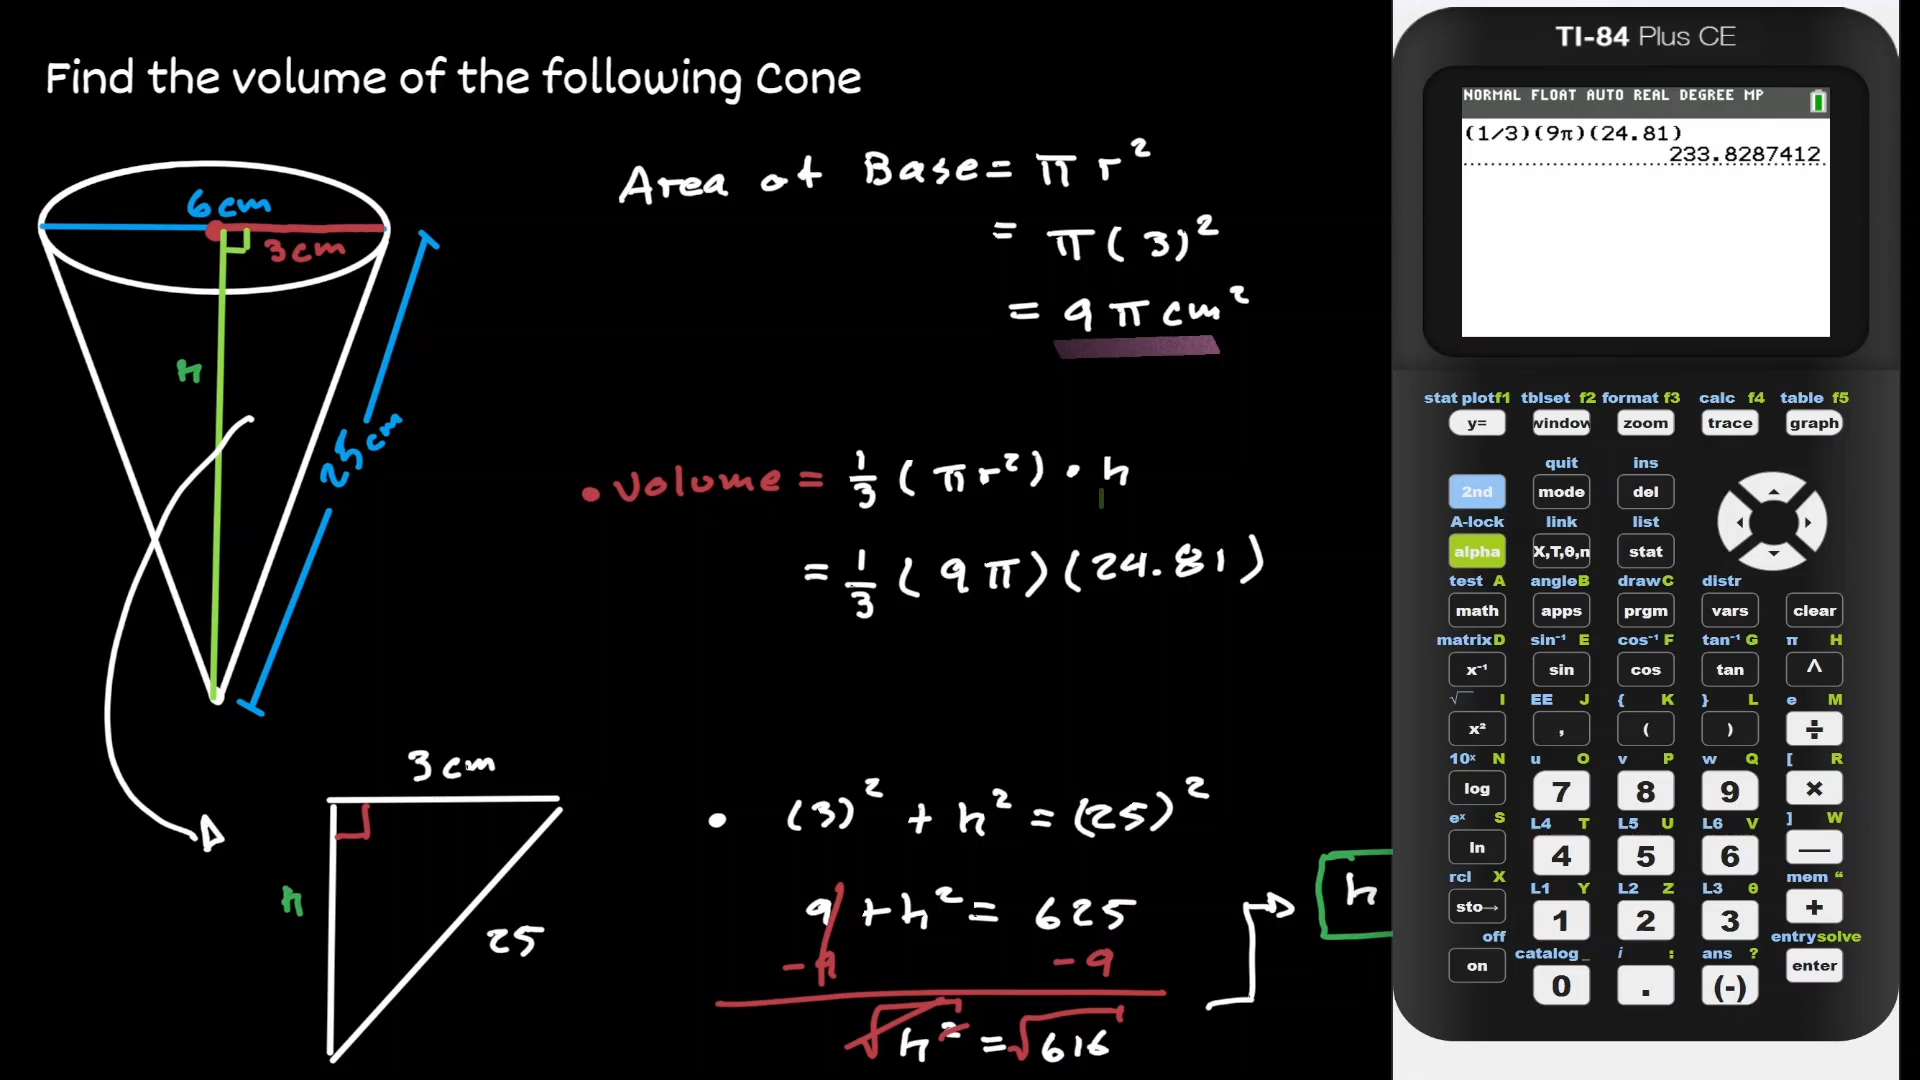 Find the volume of the following Cone
6cm
3cm
h
25cm
Area of Base = π r²
= π(3)²
= 9π cm²
• Volume = 1/3 (πr²) · h
= 1/3 (9π)(24.81)
3cm
h
25
• (3)² + h² = (25)²
9 + h² = 625
-9 -9
√h² = √616
h
TI-84 Plus CE
NORMAL FLOAT AUTO REAL DEGREE MP
(1/3)(9π)(24.81)
233.8287412
stat plot f1 tblset f2 format f3 calc f4 table f5
y= window zoom trace graph
quit ins
2nd mode del
A-lock link list
alpha X,T,θ,n stat
test A angle B draw C distr
math apps prgm vars clear
matrix D sin⁻¹ E cos⁻¹ F tan⁻¹ G π H
x⁻¹ sin cos tan ^
√ I EE J { K } L e M
x² , ( ) ÷
10ˣ N u O v P w Q [ R
log 7 8 9 ×
eˣ S L4 T L5 U L6 V ] W
ln 4 5 6 —
rcl X L1 Y L2 Z L3 θ mem "
sto→ 1 2 3 +
off catalog _ i : ans ? entry solve
on 0 . (-) enter